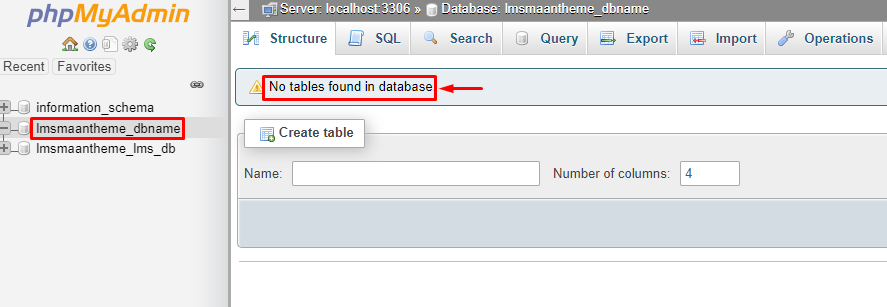 phpMyAdmin
Recent Favorites
information_schema
lmsmaantheme_dbname
lmsmaantheme_lms_db
← Server: localhost:3306 » Database: lmsmaantheme_dbname
Structure SQL Search Query Export Import Operations
No tables found in database
Create table
Name: Number of columns: 4